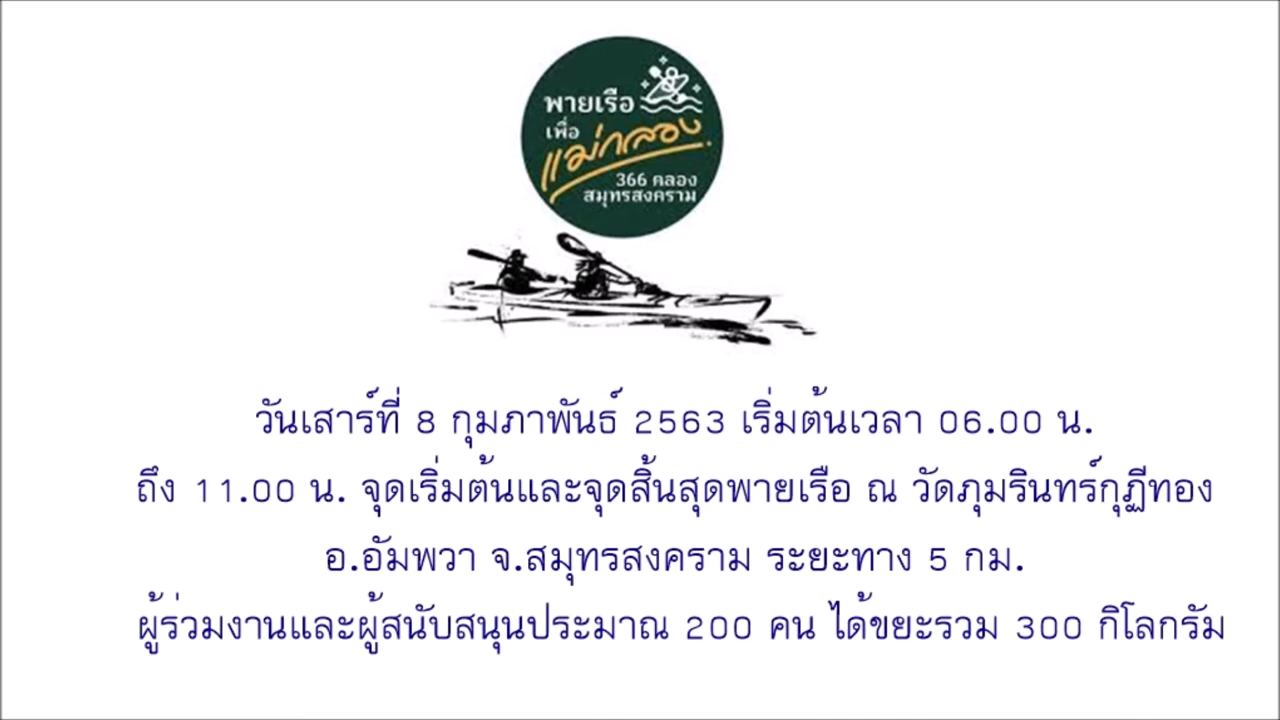 พายเรือ
เพื่อ
แม่กลอง
366 คลอง
สมุทรสงคราม
วันเสาร์ที่ 8 กุมภาพันธ์ 2563 เริ่มต้นเวลา 06.00 น.
ถึง 11.00 น. จุดเริ่มต้นและจุดสิ้นสุดพายเรือ ณ วัดภุมรินทร์กุฎีทอง
อ.อัมพวา จ.สมุทรสงคราม ระยะทาง 5 กม.
ผู้ร่วมงานและผู้สนับสนุนประมาณ 200 คน ได้ขยะรวม 300 กิโลกรัม